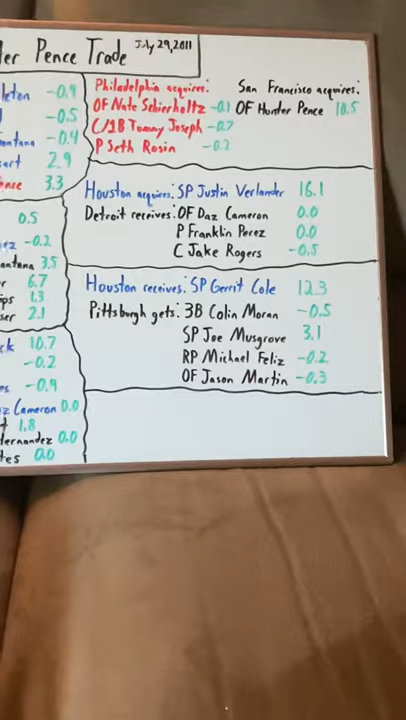 Pence Trade July 29, 2011
-0.9
-0.5
-0.4
2.9
3.3
0.5
-0.2
3.5
6.7
1.3
2.1
10.7
-0.2
-0.9
Cameron 0.0
1.8
0.0
0.0
Philadelphia acquires:
OF Nate Schierholtz -0.1
C/1B Tommy Joseph -0.7
P Seth Rosin -0.2
San Francisco acquires:
OF Hunter Pence 10.5
Houston acquires: SP Justin Verlander 16.1
Detroit receives: OF Daz Cameron 0.0
P Franklin Perez 0.0
C Jake Rogers -0.5
Houston receives: SP Gerrit Cole 12.3
Pittsburgh gets: 3B Colin Moran -0.5
SP Joe Musgrove 3.1
RP Michael Feliz -0.2
OF Jason Martin -0.3